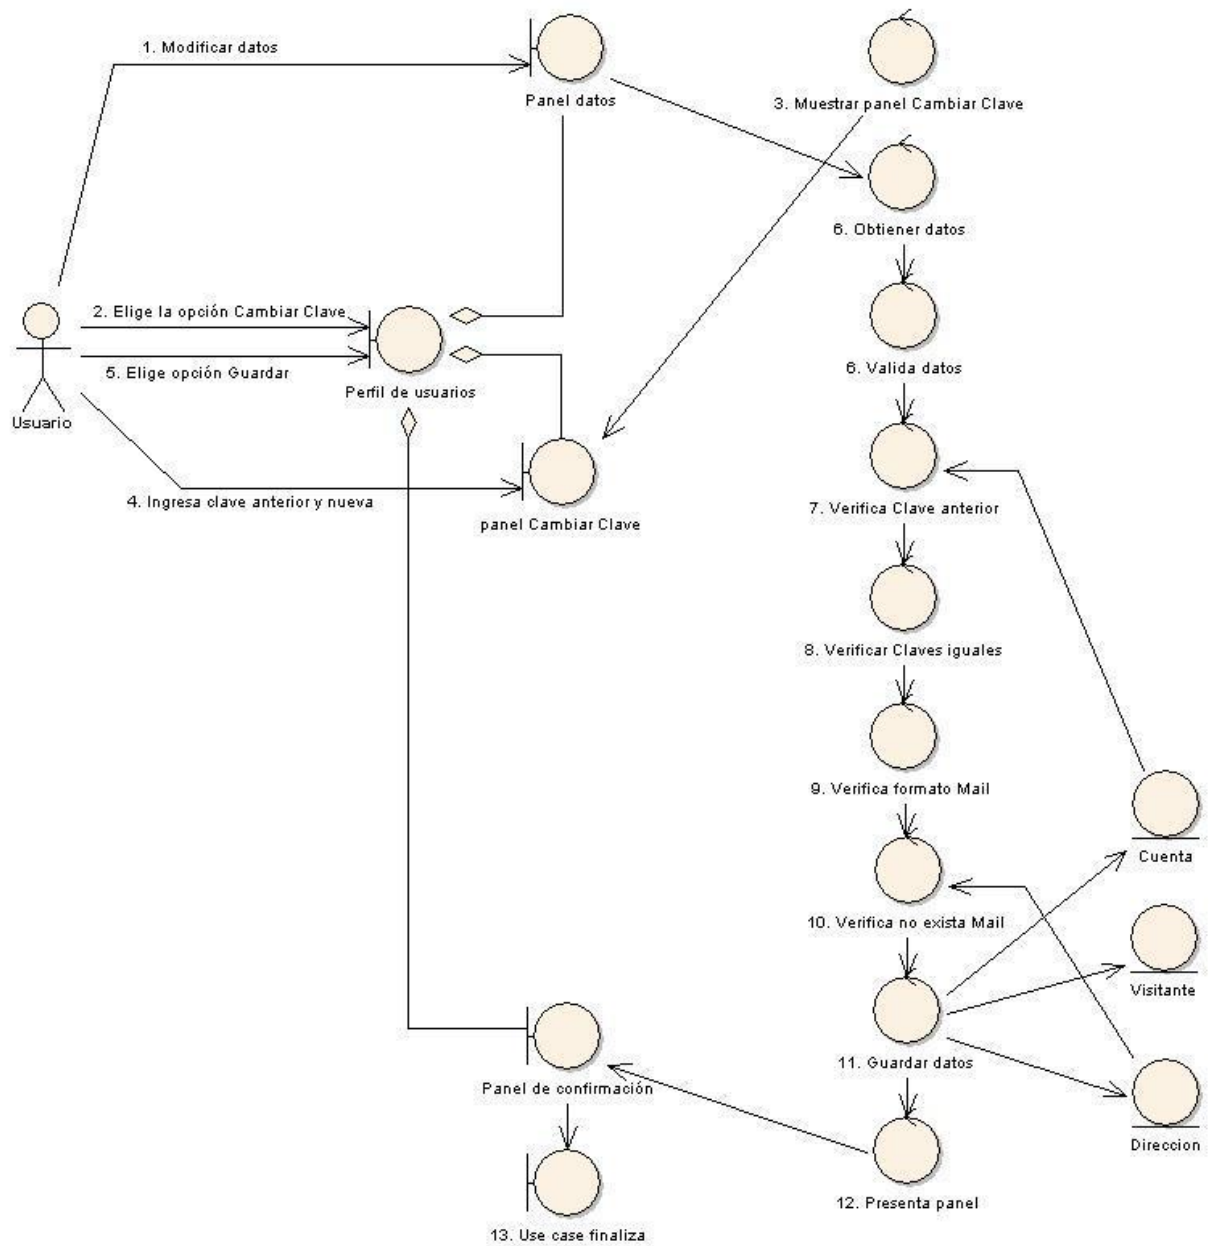 1. Modificar datos
Panel datos
3. Muestrar panel Cambiar Clave
6. Obtiener datos
2. Elige la opción Cambiar Clave
5. Elige opción Guardar
Perfil de usuarios
6. Valida datos
Usuario
4. Ingresa clave anterior y nueva
panel Cambiar Clave
7. Verifica Clave anterior
8. Verificar Claves iguales
9. Verifica formato Mail
Cuenta
10. Verifica no exista Mail
Visitante
11. Guardar datos
Panel de confirmación
Direccion
12. Presenta panel
13. Use case finaliza